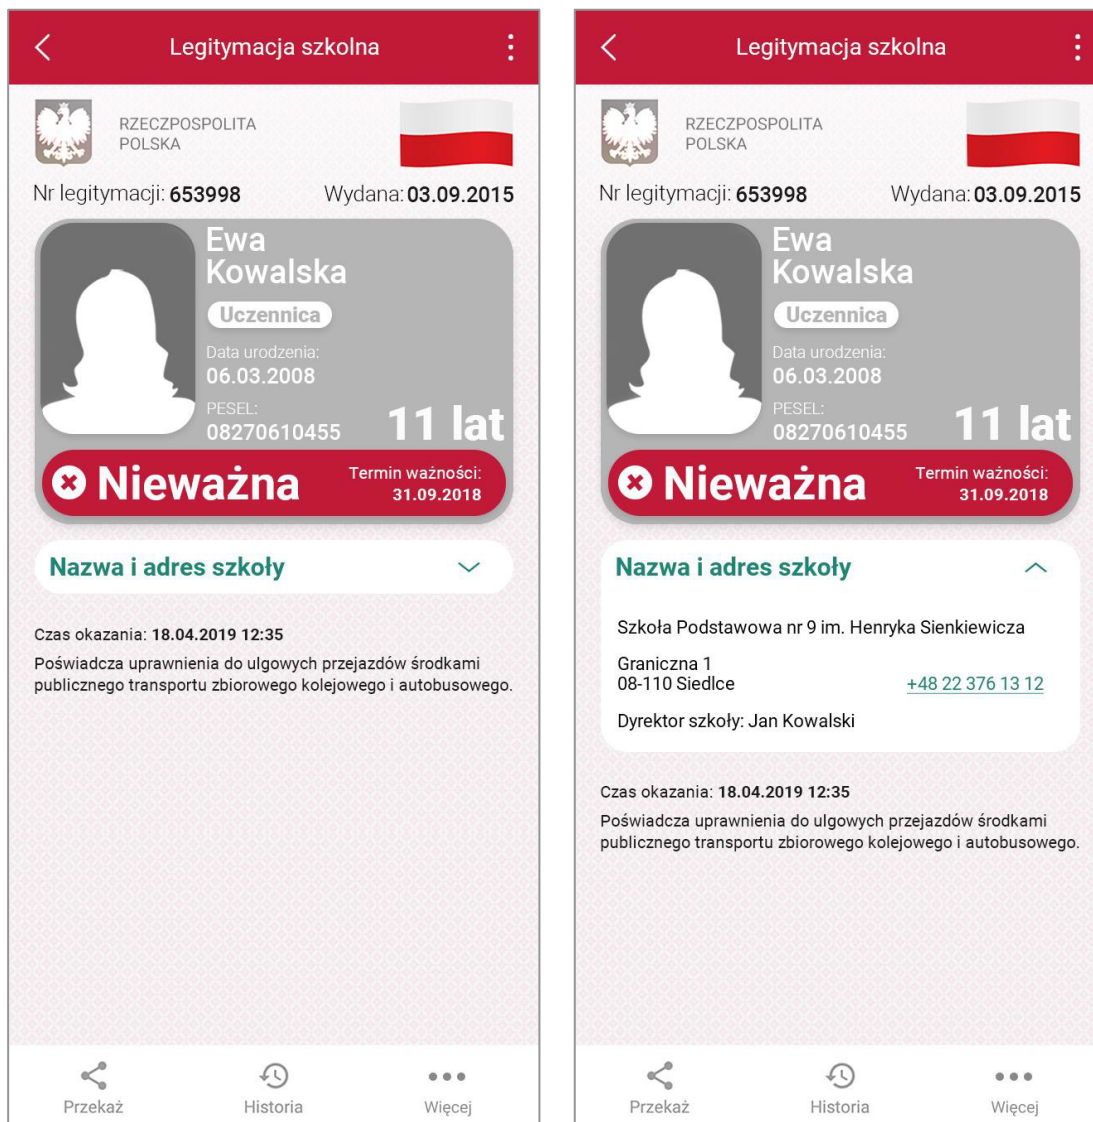 Legitymacja szkolna
RZECZPOSPOLITA
POLSKA
Nr legitymacji: 653998 Wydana: 03.09.2015
Ewa
Kowalska
Uczennica
Data urodzenia:
06.03.2008
PESEL:
08270610455
11 lat
Nieważna
Termin ważności:
31.09.2018
Nazwa i adres szkoły
Czas okazania: 18.04.2019 12:35
Poświadcza uprawnienia do ulgowych przejazdów środkami
publicznego transportu zbiorowego kolejowego i autobusowego.
Przekaż Historia Więcej
Legitymacja szkolna
RZECZPOSPOLITA
POLSKA
Nr legitymacji: 653998 Wydana: 03.09.2015
Ewa
Kowalska
Uczennica
Data urodzenia:
06.03.2008
PESEL:
08270610455
11 lat
Nieważna
Termin ważności:
31.09.2018
Nazwa i adres szkoły
Szkoła Podstawowa nr 9 im. Henryka Sienkiewicza
Graniczna 1
08-110 Siedlce +48 22 376 13 12
Dyrektor szkoły: Jan Kowalski
Czas okazania: 18.04.2019 12:35
Poświadcza uprawnienia do ulgowych przejazdów środkami
publicznego transportu zbiorowego kolejowego i autobusowego.
Przekaż Historia Więcej